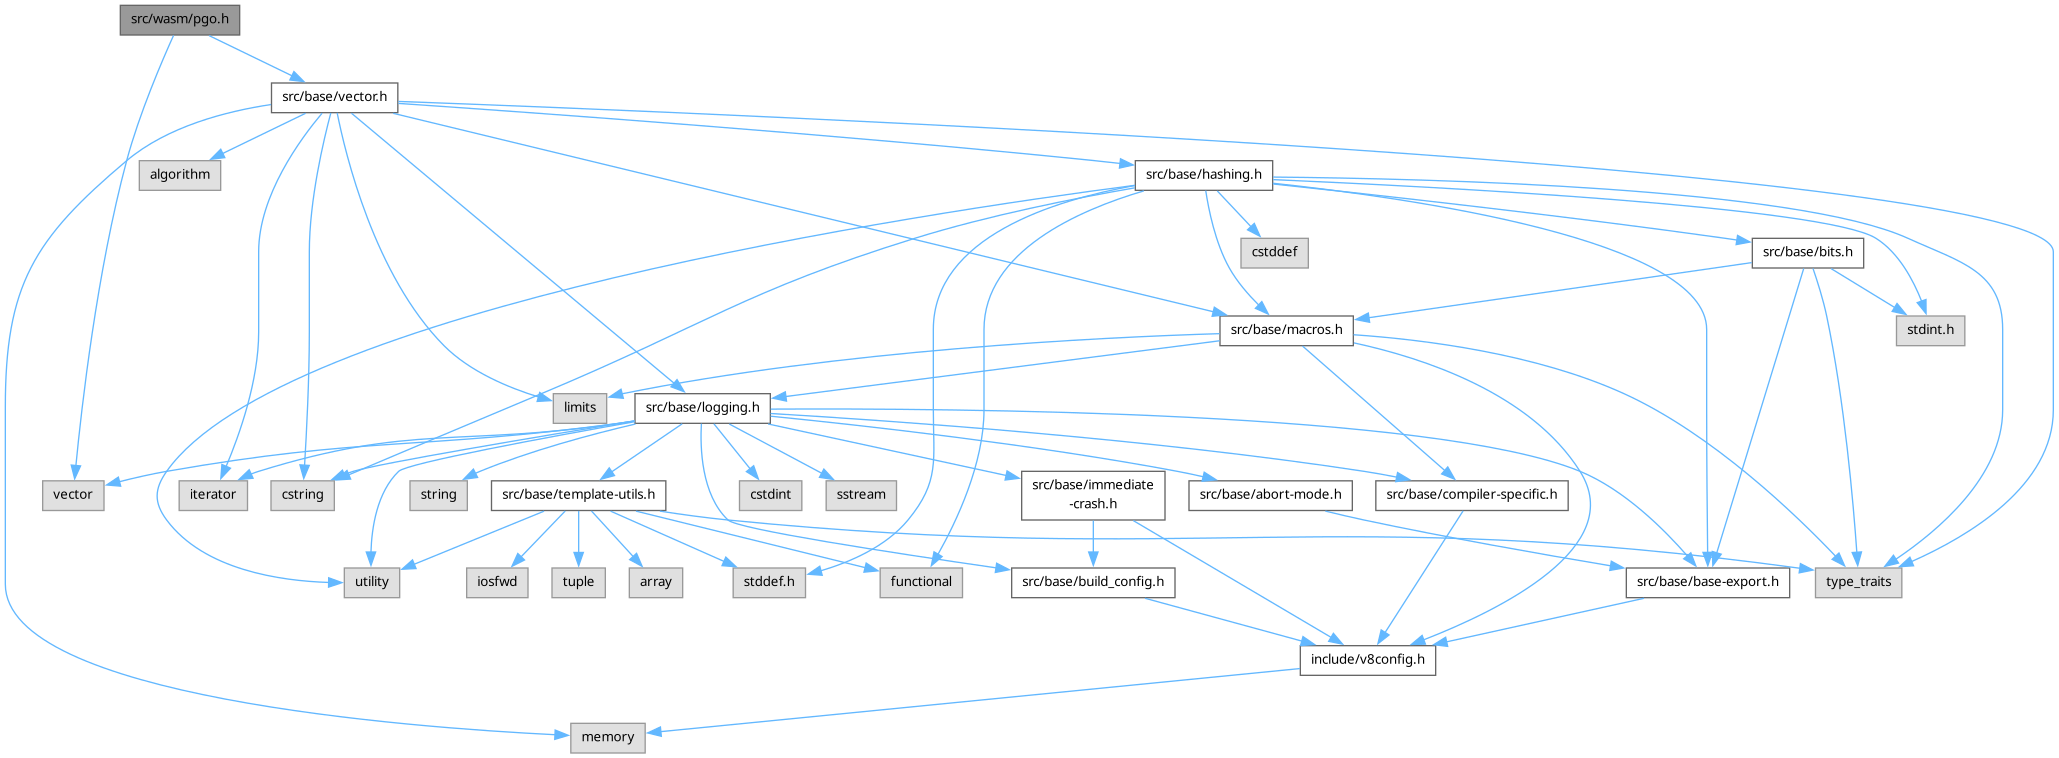 src/wasm/pgo.h
src/base/vector.h
algorithm
src/base/hashing.h
cstddef
src/base/bits.h
src/base/macros.h
stdint.h
limits
src/base/logging.h
vector
iterator
cstring
string
src/base/template-utils.h
cstdint
sstream
src/base/immediate
-crash.h
src/base/abort-mode.h
src/base/compiler-specific.h
utility
iosfwd
tuple
array
stddef.h
functional
src/base/build_config.h
src/base/base-export.h
type_traits
include/v8config.h
memory